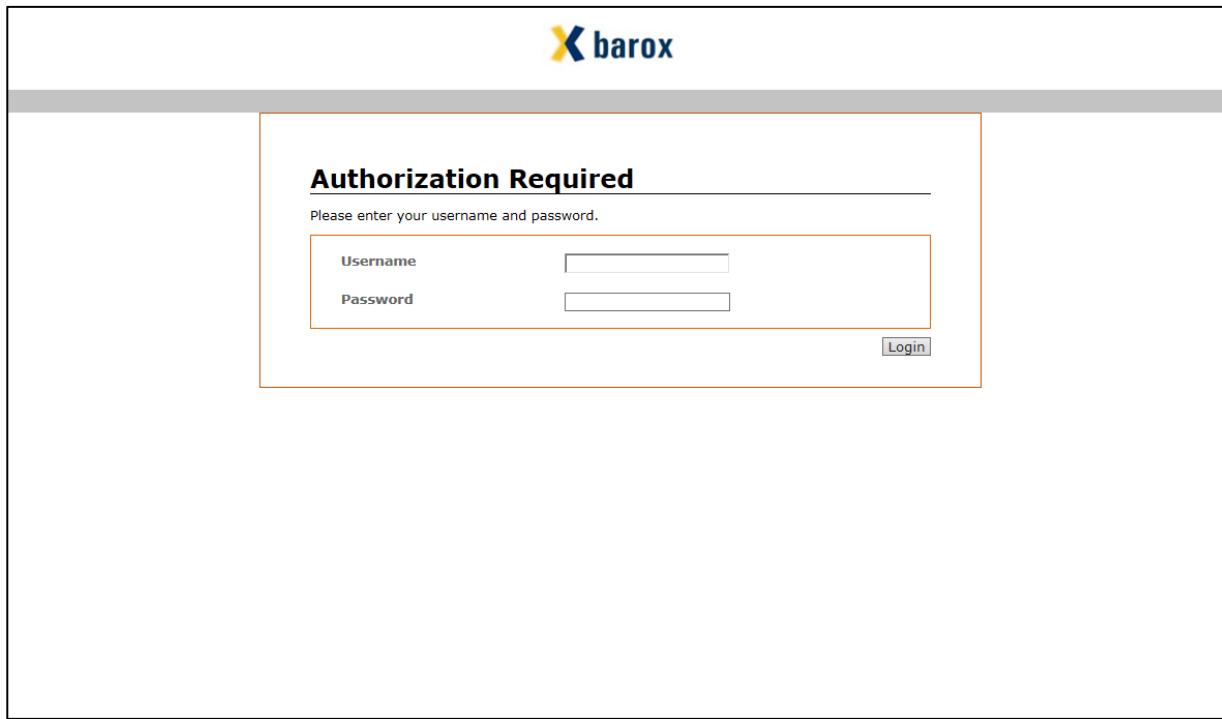 barox
Authorization Required
Please enter your username and password.
Username
Password
Login